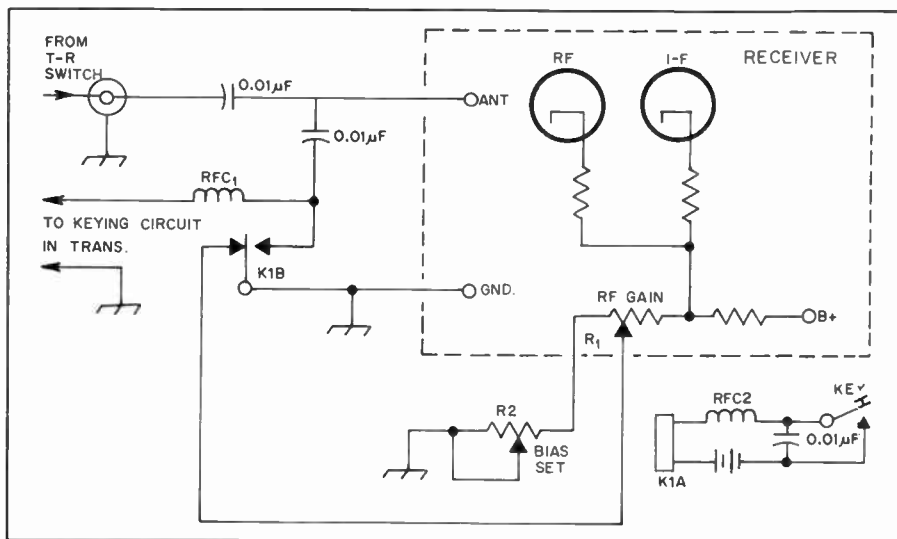 FROM
T-R
SWITCH
0.01µF
0.01µF
ANT
RF
I-F
RECEIVER
RFC1
TO KEYING CIRCUIT
IN TRANS.
K1B
GND.
RF GAIN
R1
B+
R2
BIAS
SET
RFC2
KEY
0.01µF
K1A